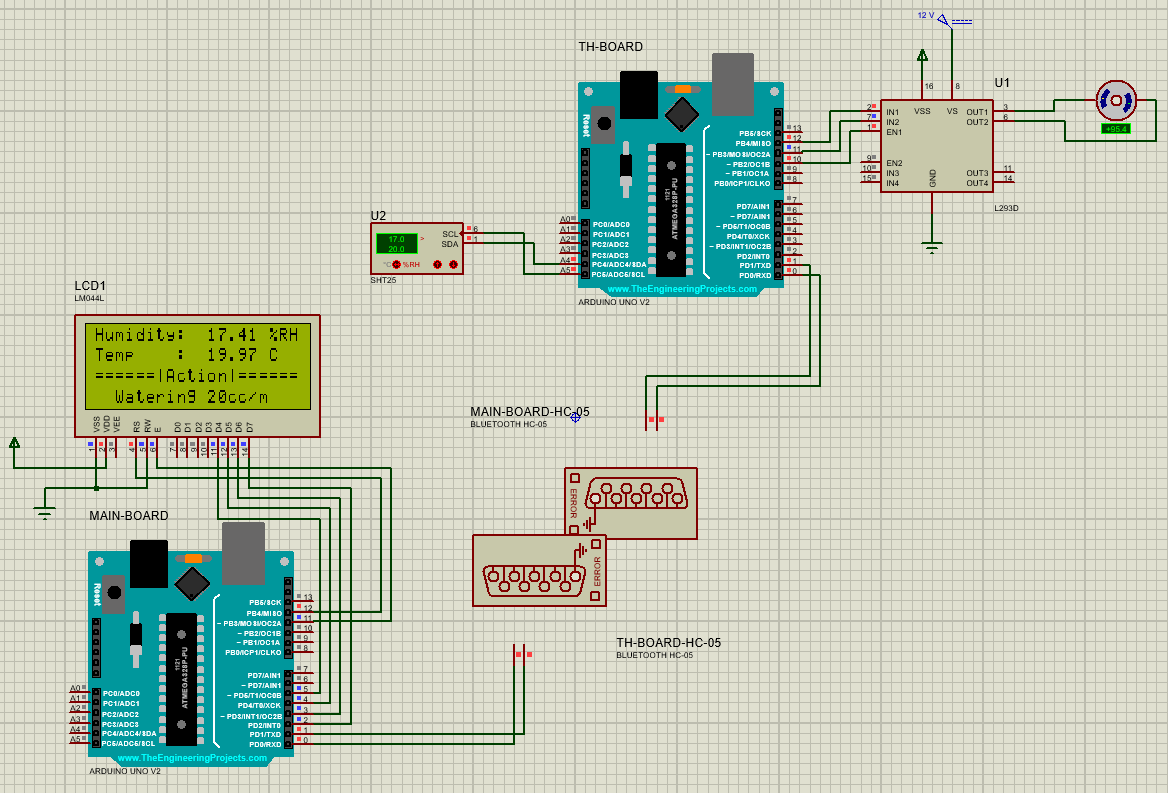 12 V
TH-BOARD
U1
16
8
VSS
VS
2
IN1
7
IN2
1
EN1
9
EN2
10
IN3
15
IN4
OUT1
3
OUT2
6
OUT3
11
OUT4
14
GND
L293D
+95.4
Reset
1121
ATMEGA328P-PU
PB5/SCK
13
PB4/MISO
12
~ PB3/MOSI/OC2A
11
~ PB2/OC1B
10
~ PB1/OC1A
9
PB0/ICP1/CLKO
8
PD7/AIN1
7
~ PD7/AIN1
6
~ PD5/T1/OC0B
5
PD4/T0/XCK
4
~ PD3/INT1/OC2B
3
PD2/INT0
2
PD1/TXD
1
PD0/RXD
0
A0
PC0/ADC0
A1
PC1/ADC1
A2
PC2/ADC2
A3
PC3/ADC3
A4
PC4/ADC4/SDA
A5
PC5/ADC5/SCL
www.TheEngineeringProjects.com
ARDUINO UNO V2
U2
17.0
20.0
>
°C
%RH
SCL
6
SDA
1
SHT25
LCD1
LM044L
Humidity: 17.41 %RH
Temp : 19.97 C
======|Action|======
Watering 20cc/m
VSS
VDD
VEE
RS
RW
E
D0
D1
D2
D3
D4
D5
D6
D7
1
2
3
4
5
6
7
8
9
10
11
12
13
14
MAIN-BOARD-HC-05
BLUETOOTH HC-05
ERROR
ERROR
TH-BOARD-HC-05
BLUETOOTH HC-05
MAIN-BOARD
Reset
1121
ATMEGA328P-PU
PB5/SCK
13
PB4/MISO
12
~ PB3/MOSI/OC2A
11
~ PB2/OC1B
10
~ PB1/OC1A
9
PB0/ICP1/CLKO
8
PD7/AIN1
7
~ PD7/AIN1
6
~ PD5/T1/OC0B
5
PD4/T0/XCK
4
~ PD3/INT1/OC2B
3
PD2/INT0
2
PD1/TXD
1
PD0/RXD
0
A0
PC0/ADC0
A1
PC1/ADC1
A2
PC2/ADC2
A3
PC3/ADC3
A4
PC4/ADC4/SDA
A5
PC5/ADC5/SCL
www.TheEngineeringProjects.com
ARDUINO UNO V2